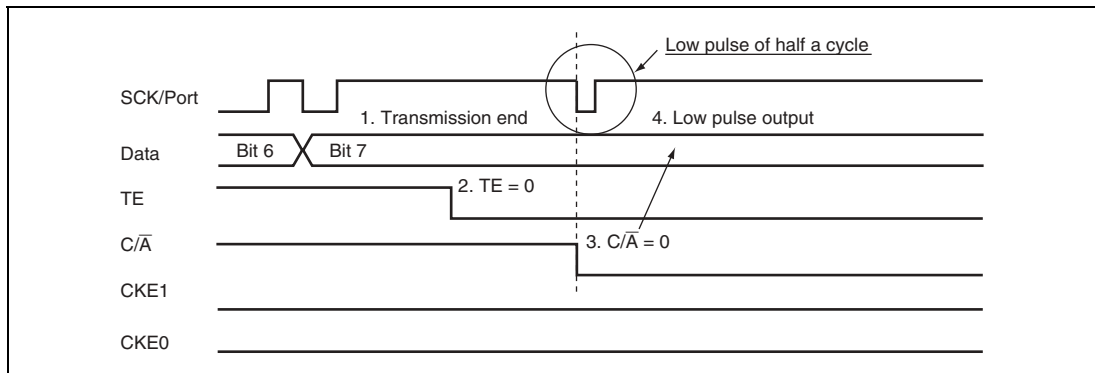 Low pulse of half a cycle
SCK/Port
1. Transmission end
4. Low pulse output
Data
Bit 6
Bit 7
TE
2. TE = 0
C/A̅
3. C/A̅ = 0
CKE1
CKE0